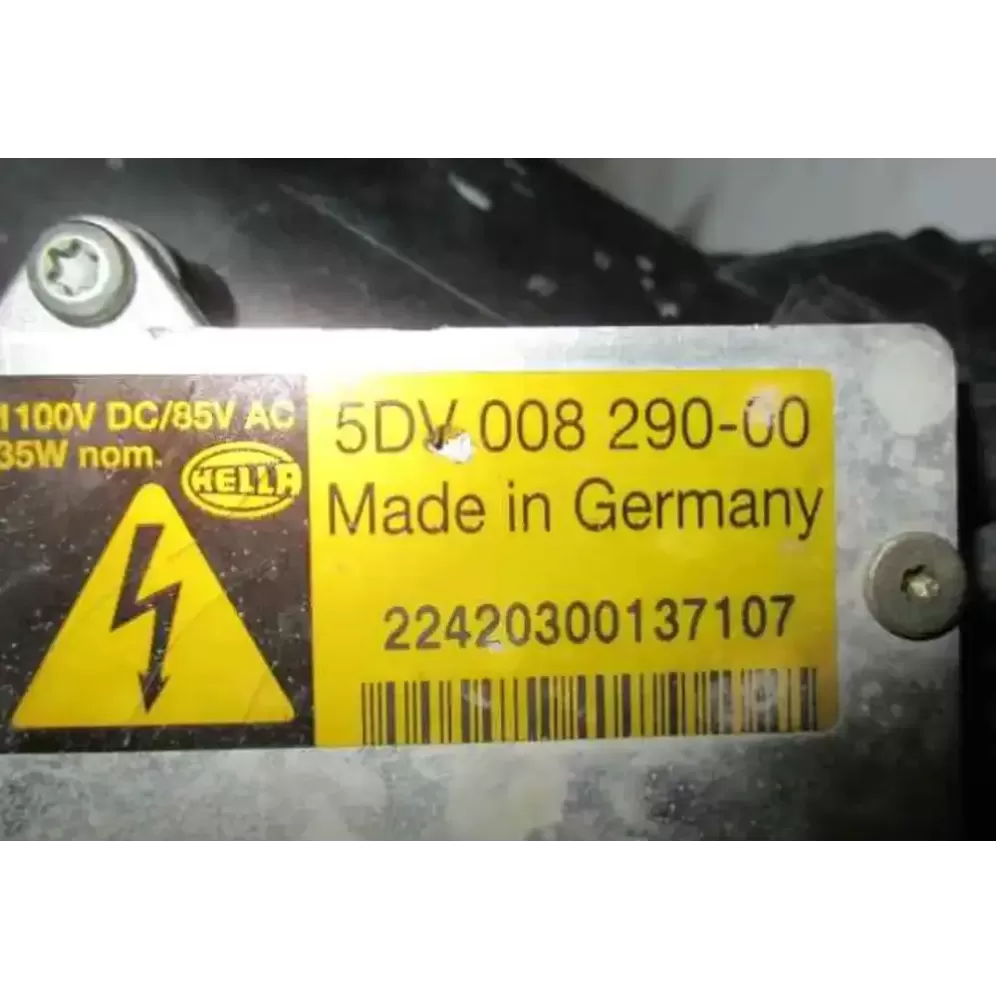 1100V DC/85V AC
35W nom.
HELLA
5DV 008 290-00
Made in Germany
22420300137107